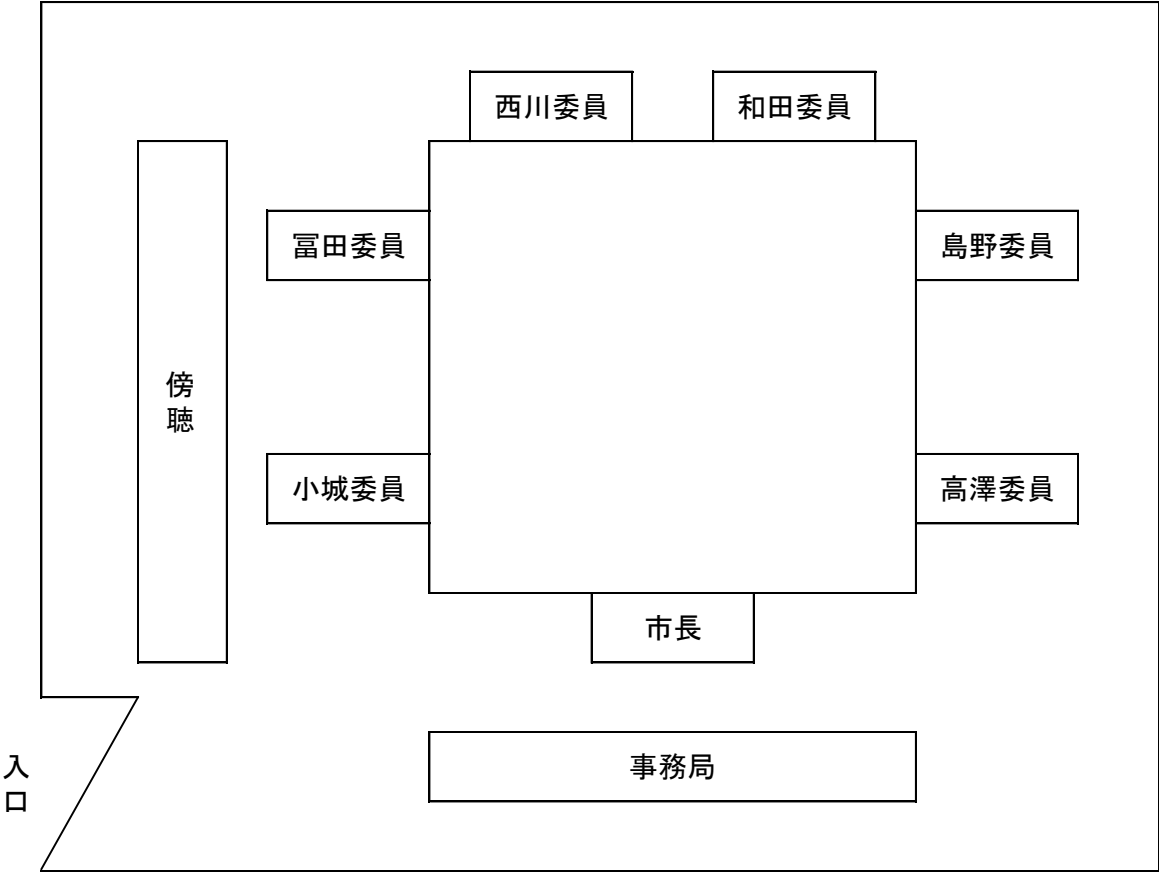 西川委員
和田委員
冨田委員
島野委員
傍聴
小城委員
高澤委員
市長
事務局
入口